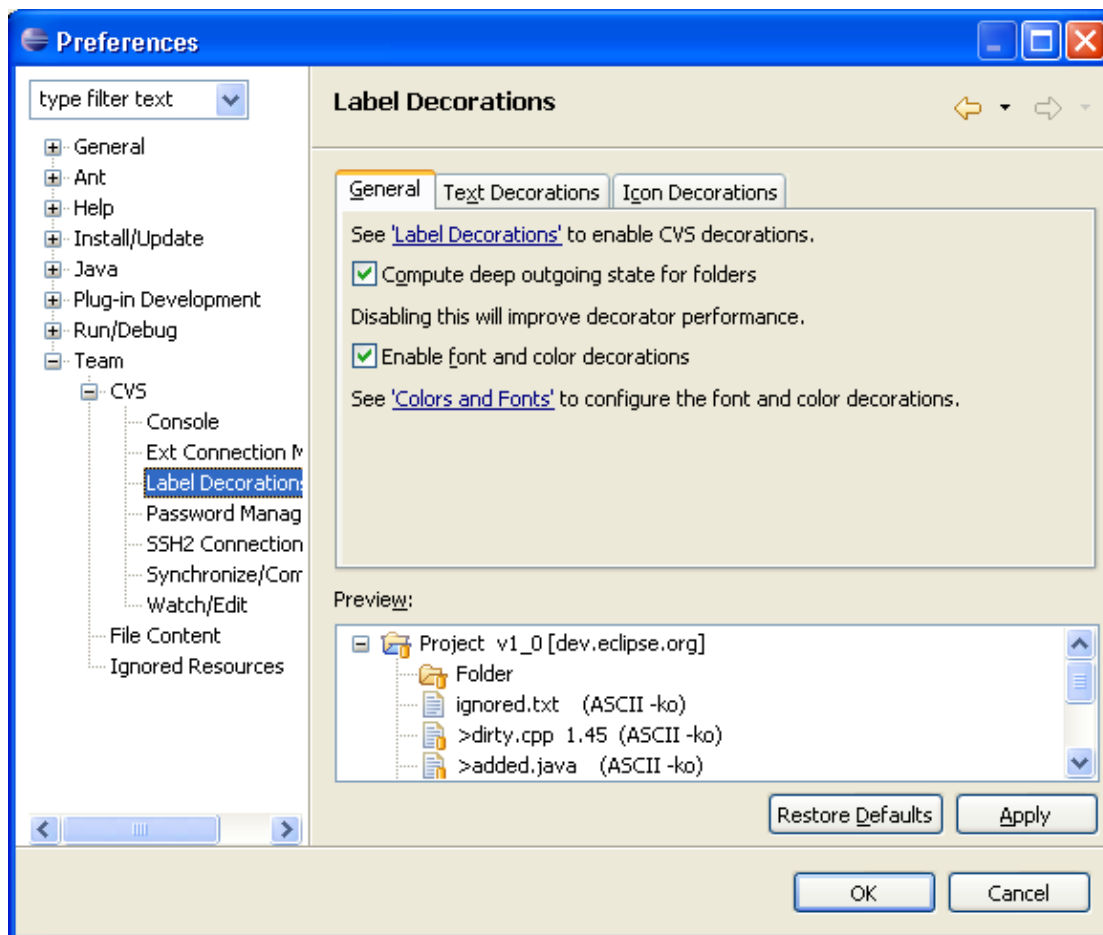 Preferences
type filter text
General
Ant
Help
Install/Update
Java
Plug-in Development
Run/Debug
Team
CVS
Console
Ext Connection M
Label Decorations
Password Manag
SSH2 Connection
Synchronize/Com
Watch/Edit
File Content
Ignored Resources
Label Decorations
General Text Decorations Icon Decorations
See 'Label Decorations' to enable CVS decorations.
Compute deep outgoing state for folders
Disabling this will improve decorator performance.
Enable font and color decorations
See 'Colors and Fonts' to configure the font and color decorations.
Preview:
Project v1_0 [dev.eclipse.org]
Folder
ignored.txt (ASCII -ko)
>dirty.cpp 1.45 (ASCII -ko)
>added.java (ASCII -ko)
Restore Defaults Apply
OK Cancel